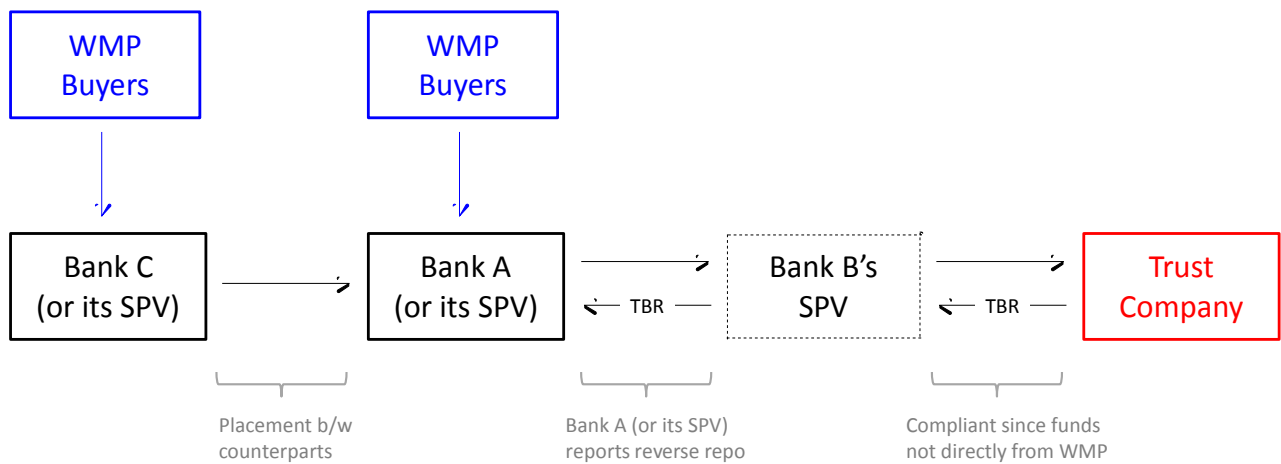 WMP
Buyers
WMP
Buyers
Bank C
(or its SPV)
Bank A
(or its SPV)
TBR
Bank B’s
SPV
TBR
Trust
Company
Placement b/w
counterparts
Bank A (or its SPV)
reports reverse repo
Compliant since funds
not directly from WMP